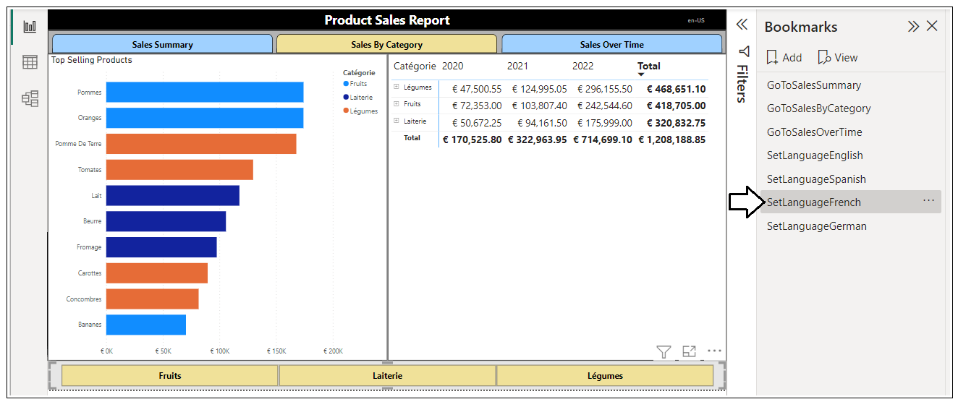 Product Sales Report
en-US
Sales Summary
Sales By Category
Sales Over Time
Top Selling Products
Catégorie
Fruits
Laiterie
Légumes
Pommes
Oranges
Pomme De Terre
Tomates
Lait
Beurre
Fromage
Carottes
Concombres
Bananes
€ 0K € 50K € 100K € 150K € 200K
Catégorie 2020 2021 2022 Total
Légumes € 47,500.55 € 124,995.05 € 296,155.50 € 468,651.10
Fruits € 72,353.00 € 103,807.40 € 242,544.60 € 418,705.00
Laiterie € 50,672.25 € 94,161.50 € 175,999.00 € 320,832.75
Total € 170,525.80 € 322,963.95 € 714,699.10 € 1,208,188.85
Fruits
Laiterie
Légumes
Filters
Bookmarks
Add View
GoToSalesSummary
GoToSalesByCategory
GoToSalesOverTime
SetLanguageEnglish
SetLanguageSpanish
SetLanguageFrench
SetLanguageGerman